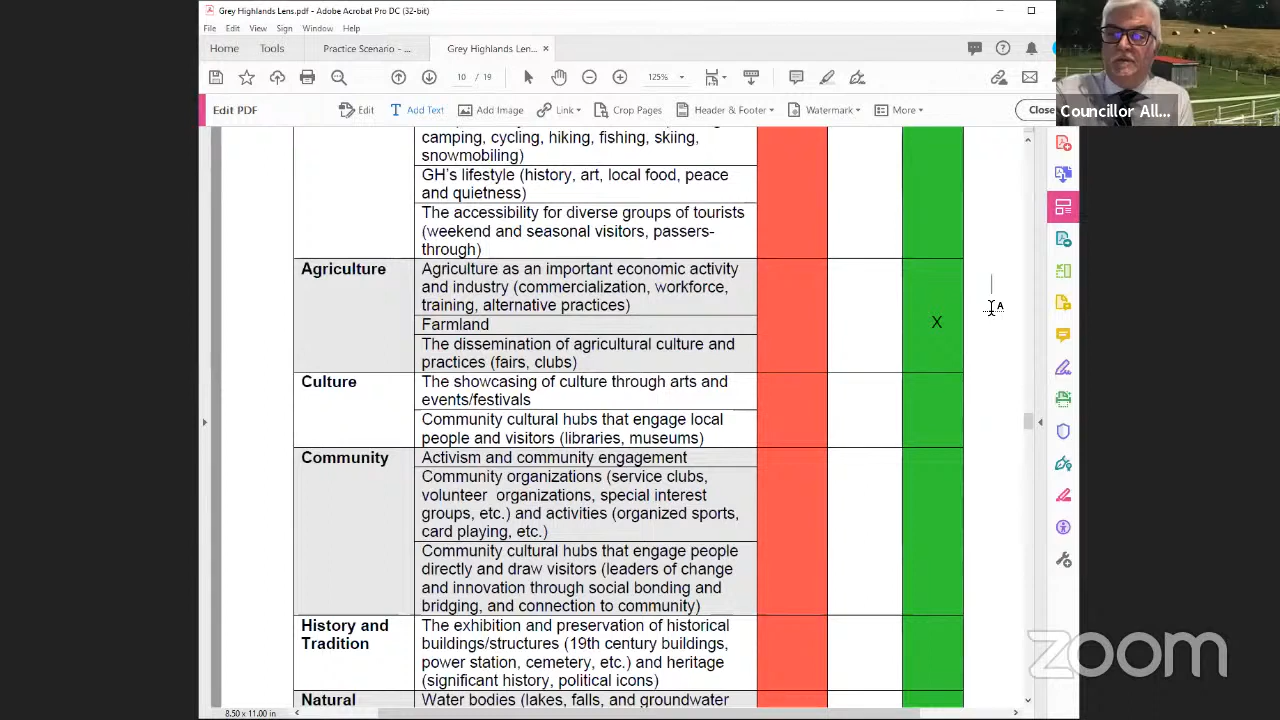 Grey Highlands Lens.pdf - Adobe Acrobat Pro DC (32-bit)
File Edit View Sign Window Help
Home Tools Practice Scenario - ... Grey Highlands Len... ×
10 / 19 125%
Edit PDF Edit Add Text Add Image Link Crop Pages Header & Footer Watermark More Close
Councillor All...
camping, cycling, hiking, fishing, skiing,
snowmobiling)
GH's lifestyle (history, art, local food, peace
and quietness)
The accessibility for diverse groups of tourists
(weekend and seasonal visitors, passers-
through)
Agriculture
Agriculture as an important economic activity
and industry (commercialization, workforce,
training, alternative practices)
Farmland
X
The dissemination of agricultural culture and
practices (fairs, clubs)
Culture
The showcasing of culture through arts and
events/festivals
Community cultural hubs that engage local
people and visitors (libraries, museums)
Community
Activism and community engagement
Community organizations (service clubs,
volunteer organizations, special interest
groups, etc.) and activities (organized sports,
card playing, etc.)
Community cultural hubs that engage people
directly and draw visitors (leaders of change
and innovation through social bonding and
bridging, and connection to community)
History and
Tradition
The exhibition and preservation of historical
buildings/structures (19th century buildings,
power station, cemetery, etc.) and heritage
(significant history, political icons)
Natural
Water bodies (lakes, falls, and groundwater
8.50 x 11.00 in
zoom